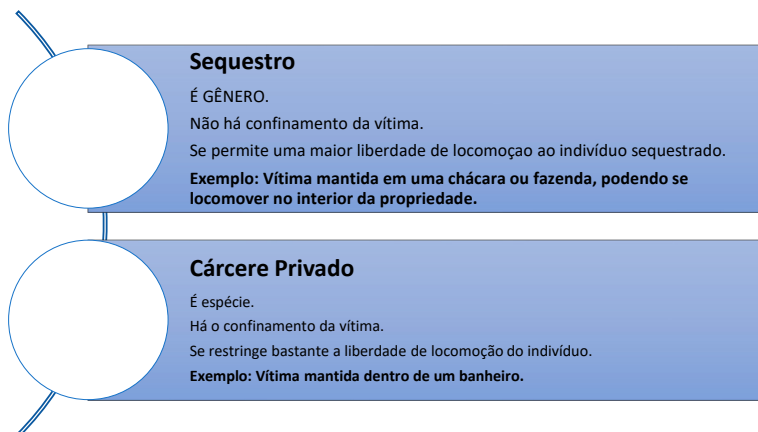 Sequestro
É GÊNERO.
Não há confinamento da vítima.
Se permite uma maior liberdade de locomoçao ao indivíduo sequestrado.
Exemplo: Vítima mantida em uma chácara ou fazenda, podendo se
locomover no interior da propriedade.
Cárcere Privado
É espécie.
Há o confinamento da vítima.
Se restringe bastante a liberdade de locomoção do indivíduo.
Exemplo: Vítima mantida dentro de um banheiro.